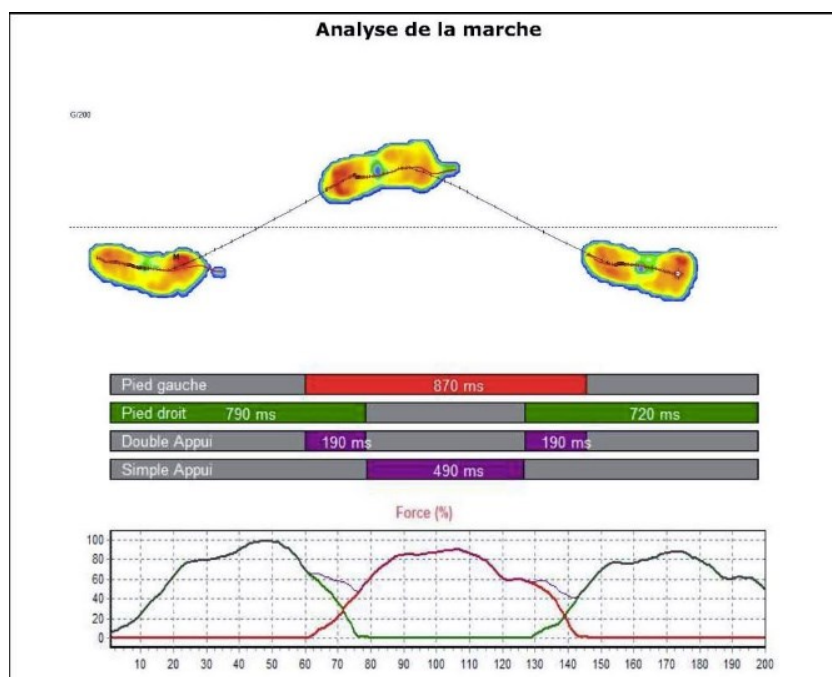 Analyse de la marche
G/200
M
Pied gauche 870 ms
Pied droit 790 ms 720 ms
Double Appui 190 ms 190 ms
Simple Appui 490 ms
Force (%)
100
80
60
40
20
0
10 20 30 40 50 60 70 80 90 100 110 120 130 140 150 160 170 180 190 200